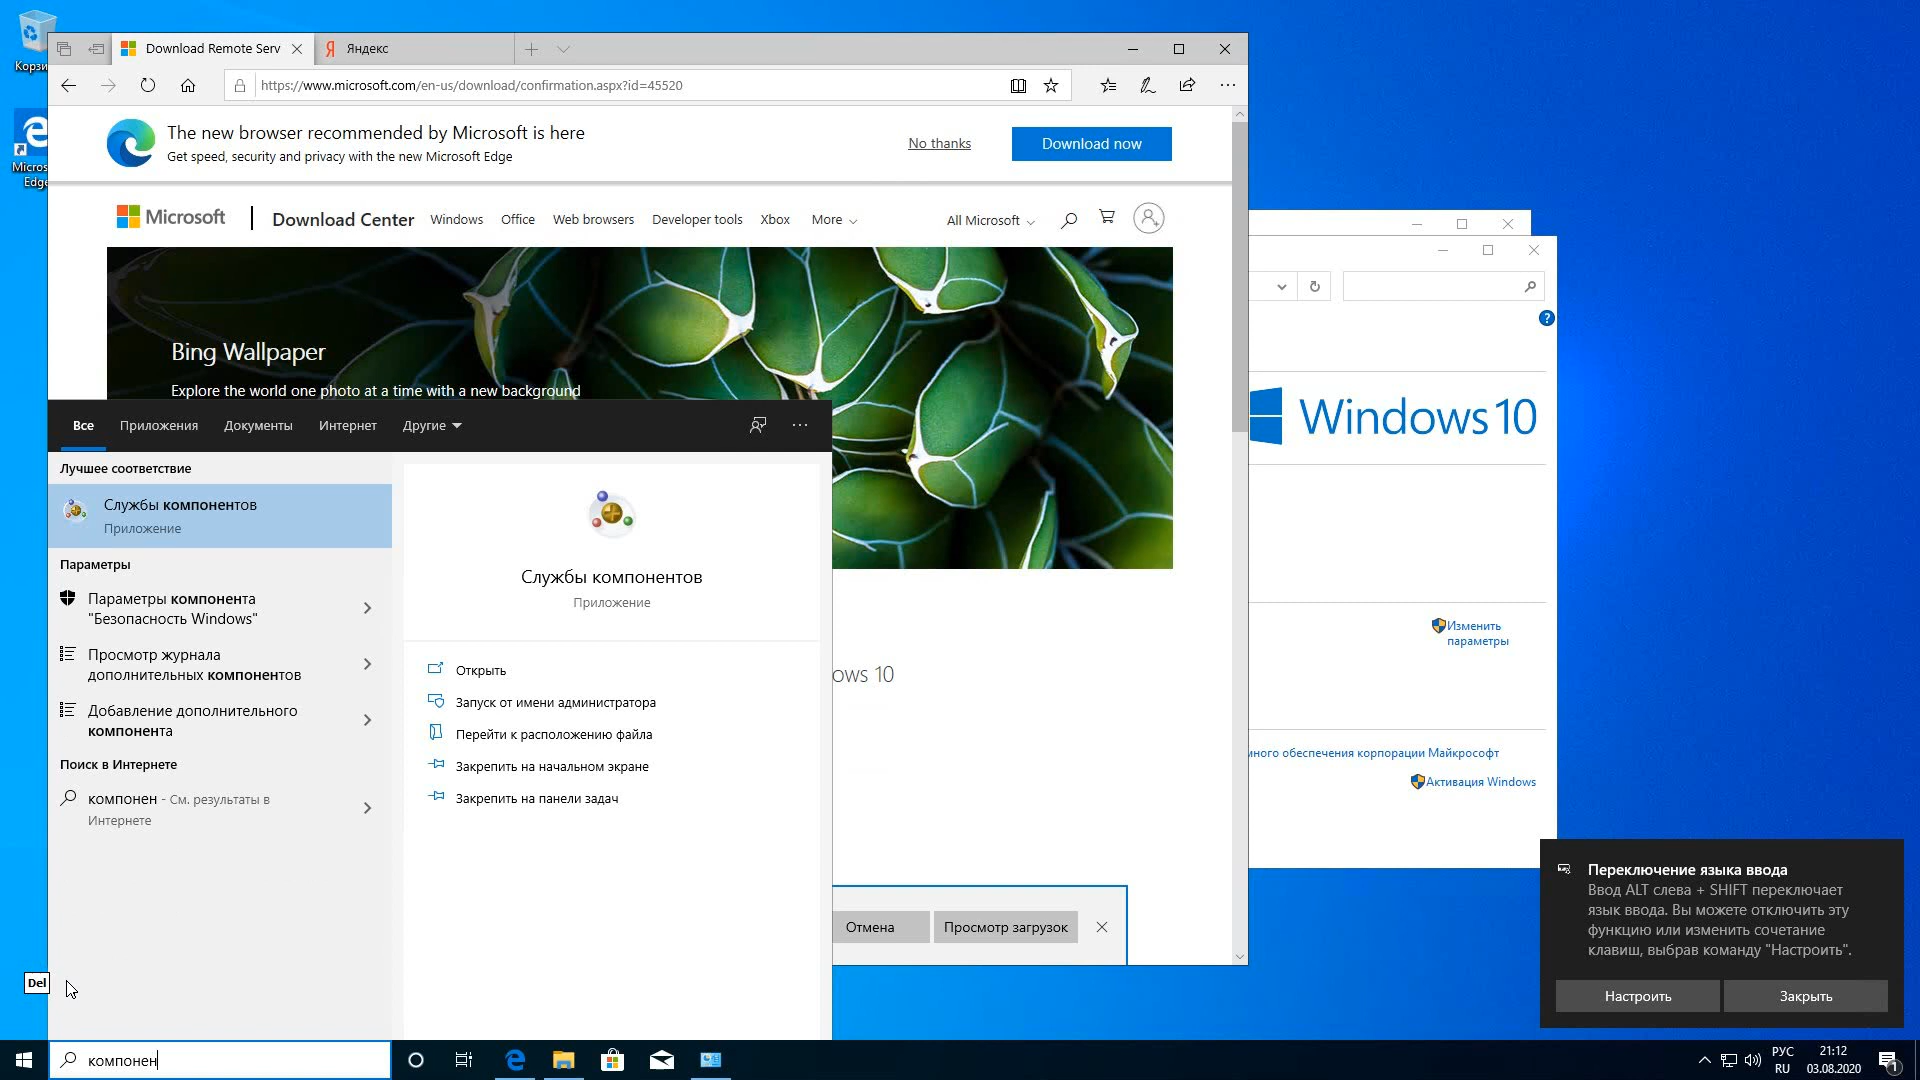 Корзи
Micros
Edge
Download Remote Serv
Яндекс
https://www.microsoft.com/en-us/download/confirmation.aspx?id=45520
The new browser recommended by Microsoft is here
Get speed, security and privacy with the new Microsoft Edge
No thanks
Download now
Microsoft
Download Center
Windows
Office
Web browsers
Developer tools
Xbox
More
All Microsoft
Bing Wallpaper
Explore the world one photo at a time with a new background
Все
Приложения
Документы
Интернет
Другие
Лучшее соответствие
Службы компонентов
Приложение
Параметры
Параметры компонента
"Безопасность Windows"
Просмотр журнала
дополнительных компонентов
Добавление дополнительного
компонента
Поиск в Интернете
компонен - См. результаты в
Интернете
Службы компонентов
Приложение
Открыть
Запуск от имени администратора
Перейти к расположению файла
Закрепить на начальном экране
Закрепить на панели задач
ows 10
Отмена
Просмотр загрузок
Windows 10
Изменить
параметры
много обеспечения корпорации Майкрософт
Активация Windows
Переключение языка ввода
Ввод ALT слева + SHIFT переключает
язык ввода. Вы можете отключить эту
функцию или изменить сочетание
клавиш, выбрав команду "Настроить".
Настроить
Закрыть
Del
компонен
РУС
RU
21:12
03.08.2020
1